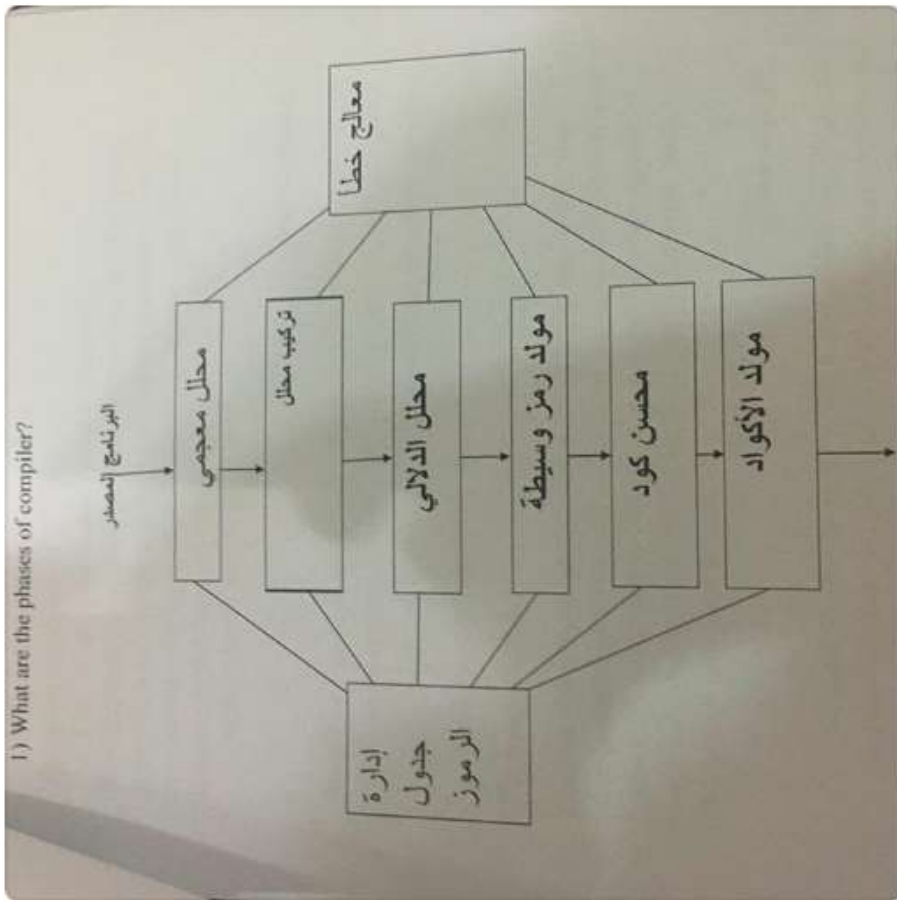 1) What are the phases of compiler?
البرنامج المصدر
محلل معجمي
تركيب محلل
محلل الدلالي
مولد رمز وسيطة
محسن كود
مولد الأكواد
إدارة
جدول
الرموز
معالج خطأ